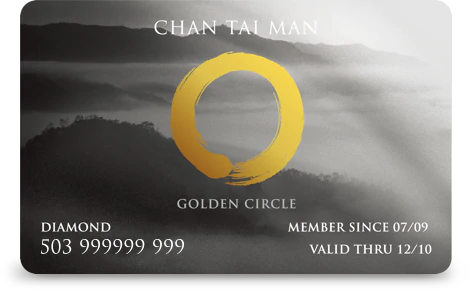 CHAN TAI MAN
GOLDEN CIRCLE
DIAMOND
MEMBER SINCE 07/09
503 999999 999
VALID THRU 12/10